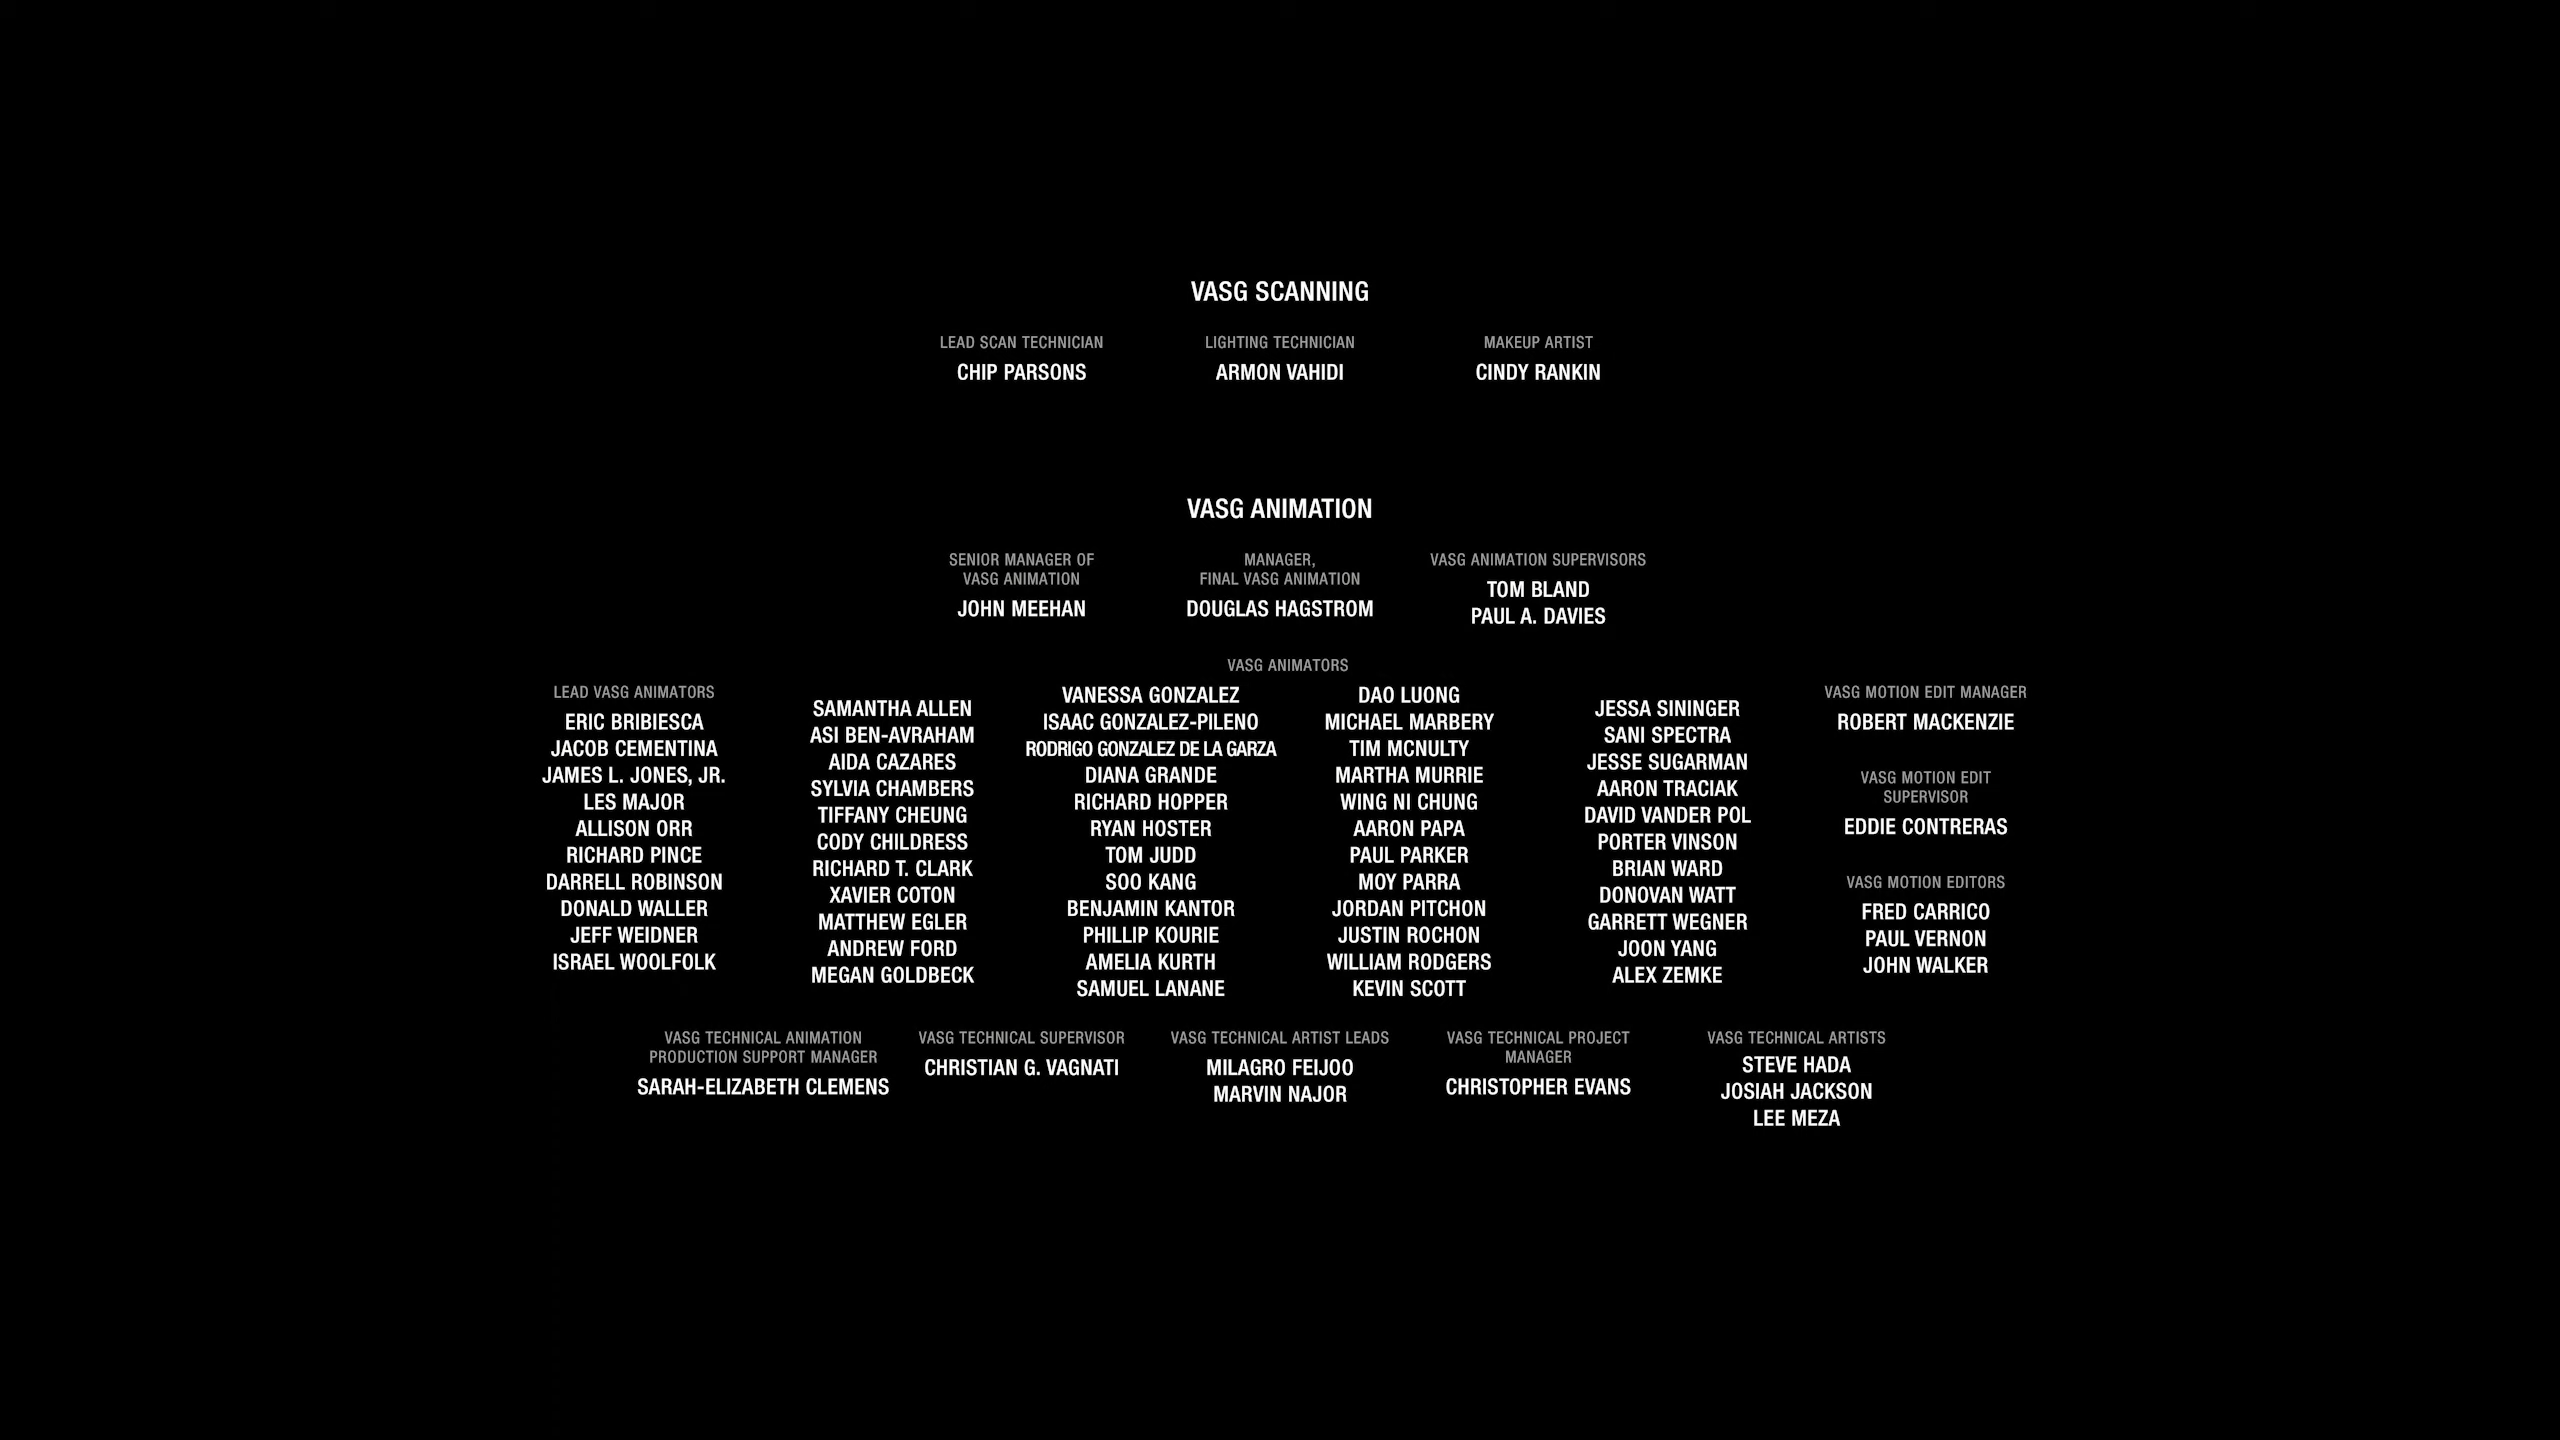 VASG SCANNING
LEAD SCAN TECHNICIAN
CHIP PARSONS
LIGHTING TECHNICIAN
ARMON VAHIDI
MAKEUP ARTIST
CINDY RANKIN
VASG ANIMATION
SENIOR MANAGER OF
VASG ANIMATION
JOHN MEEHAN
MANAGER,
FINAL VASG ANIMATION
DOUGLAS HAGSTROM
VASG ANIMATION SUPERVISORS
TOM BLAND
PAUL A. DAVIES
LEAD VASG ANIMATORS
ERIC BRIBIESCA
JACOB CEMENTINA
JAMES L. JONES, JR.
LES MAJOR
ALLISON ORR
RICHARD PINCE
DARRELL ROBINSON
DONALD WALLER
JEFF WEIDNER
ISRAEL WOOLFOLK
VASG ANIMATORS
SAMANTHA ALLEN
ASI BEN-AVRAHAM
AIDA CAZARES
SYLVIA CHAMBERS
TIFFANY CHEUNG
CODY CHILDRESS
RICHARD T. CLARK
XAVIER COTON
MATTHEW EGLER
ANDREW FORD
MEGAN GOLDBECK
VANESSA GONZALEZ
ISAAC GONZALEZ-PILENO
RODRIGO GONZALEZ DE LA GARZA
DIANA GRANDE
RICHARD HOPPER
RYAN HOSTER
TOM JUDD
SOO KANG
BENJAMIN KANTOR
PHILLIP KOURIE
AMELIA KURTH
SAMUEL LANANE
DAO LUONG
MICHAEL MARBERY
TIM MCNULTY
MARTHA MURRIE
WING NI CHUNG
AARON PAPA
PAUL PARKER
MOY PARRA
JORDAN PITCHON
JUSTIN ROCHON
WILLIAM RODGERS
KEVIN SCOTT
JESSA SININGER
SANI SPECTRA
JESSE SUGARMAN
AARON TRACIAK
DAVID VANDER POL
PORTER VINSON
BRIAN WARD
DONOVAN WATT
GARRETT WEGNER
JOON YANG
ALEX ZEMKE
VASG MOTION EDIT MANAGER
ROBERT MACKENZIE
VASG MOTION EDIT
SUPERVISOR
EDDIE CONTRERAS
VASG MOTION EDITORS
FRED CARRICO
PAUL VERNON
JOHN WALKER
VASG TECHNICAL ANIMATION
PRODUCTION SUPPORT MANAGER
SARAH-ELIZABETH CLEMENS
VASG TECHNICAL SUPERVISOR
CHRISTIAN G. VAGNATI
VASG TECHNICAL ARTIST LEADS
MILAGRO FEIJOO
MARVIN NAJOR
VASG TECHNICAL PROJECT
MANAGER
CHRISTOPHER EVANS
VASG TECHNICAL ARTISTS
STEVE HADA
JOSIAH JACKSON
LEE MEZA